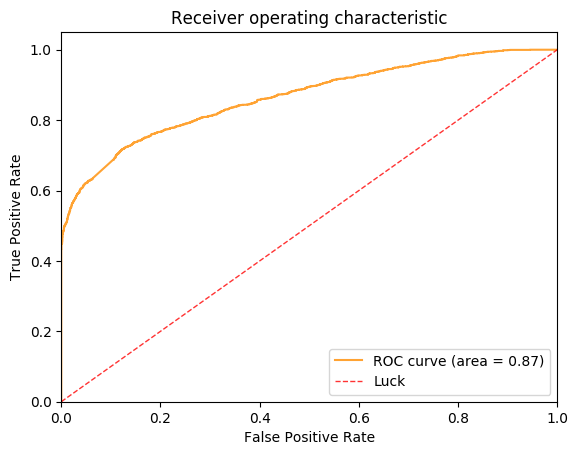 Receiver operating characteristic
True Positive Rate
1.0
0.8
0.6
0.4
0.2
0.0
ROC curve (area = 0.87)
Luck
0.0 0.2 0.4 0.6 0.8 1.0
False Positive Rate